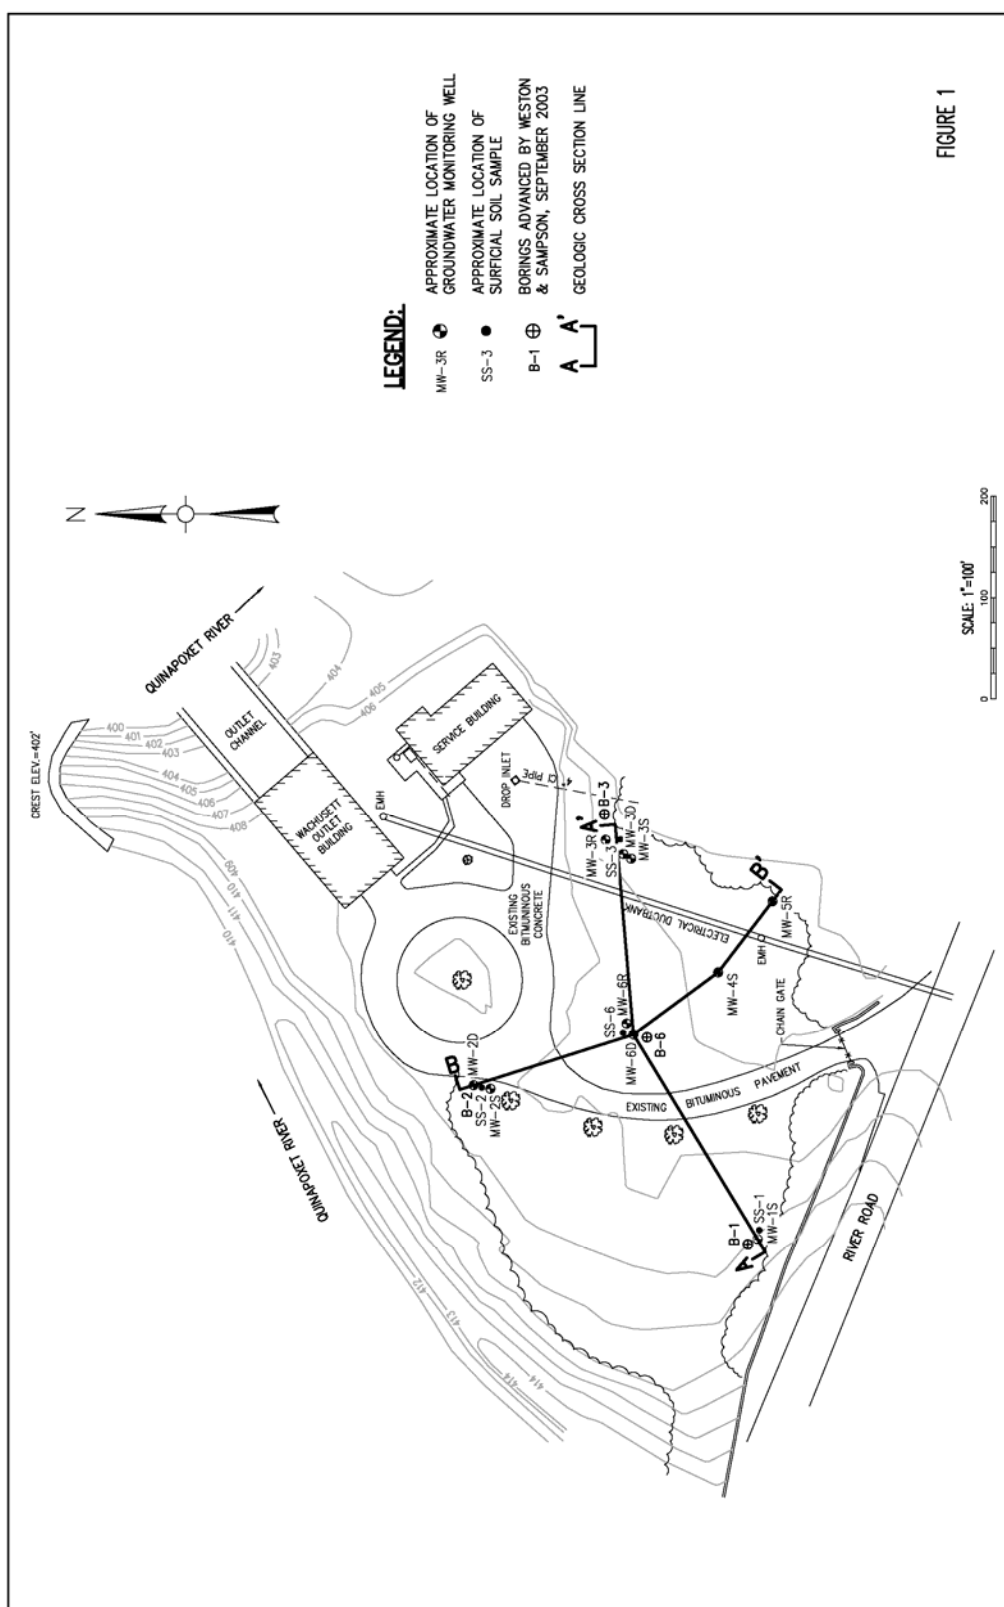 CREST ELEV.=402'
N
QUINAPOXET RIVER
400
401
402
403
404
405
406
407
408
409
410
411
410
403
404
405
406
OUTLET
CHANNEL
WACHUSETT
OUTLET
BUILDING
SERVICE BUILDING
EMH
DROP INLET
4" CI PIPE
EXISTING
BITMUNINOUS
CONCRETE
ELECTRICAL DUCTBANK
QUINAPOXET RIVER
412
413
414
414
B
MW-2D
B-2
SS-2
MW-2S
SS-6
MW-6R
MW-6D
B-6
A'
B-3
MW-3R
SS-3
MW-3D
MW-3S
B'
MW-5R
MW-4S
EMH
CHAIN GATE
EXISTING BITUMINOUS PAVEMENT
B-1
A
SS-1
MW-1S
RIVER ROAD
LEGEND:
MW-3R APPROXIMATE LOCATION OF
GROUNDWATER MONITORING WELL
SS-3 APPROXIMATE LOCATION OF
SURFICIAL SOIL SAMPLE
B-1 BORINGS ADVANCED BY WESTON
& SAMPSON, SEPTEMBER 2003
A A' GEOLOGIC CROSS SECTION LINE
SCALE: 1"=100'
0 100 200
FIGURE 1